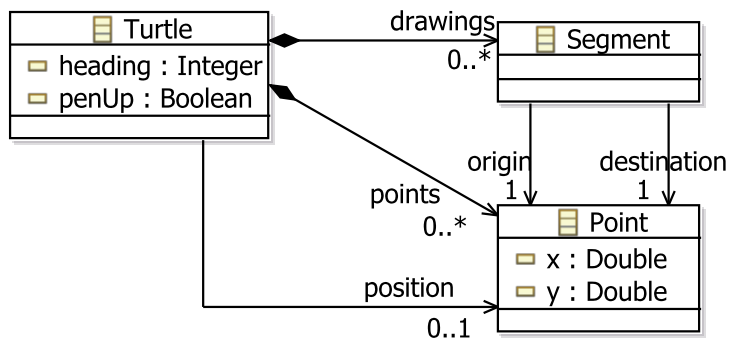 Turtle
heading : Integer
penUp : Boolean
drawings
0..*
Segment
origin
1
destination
1
points
0..*
Point
x : Double
y : Double
position
0..1